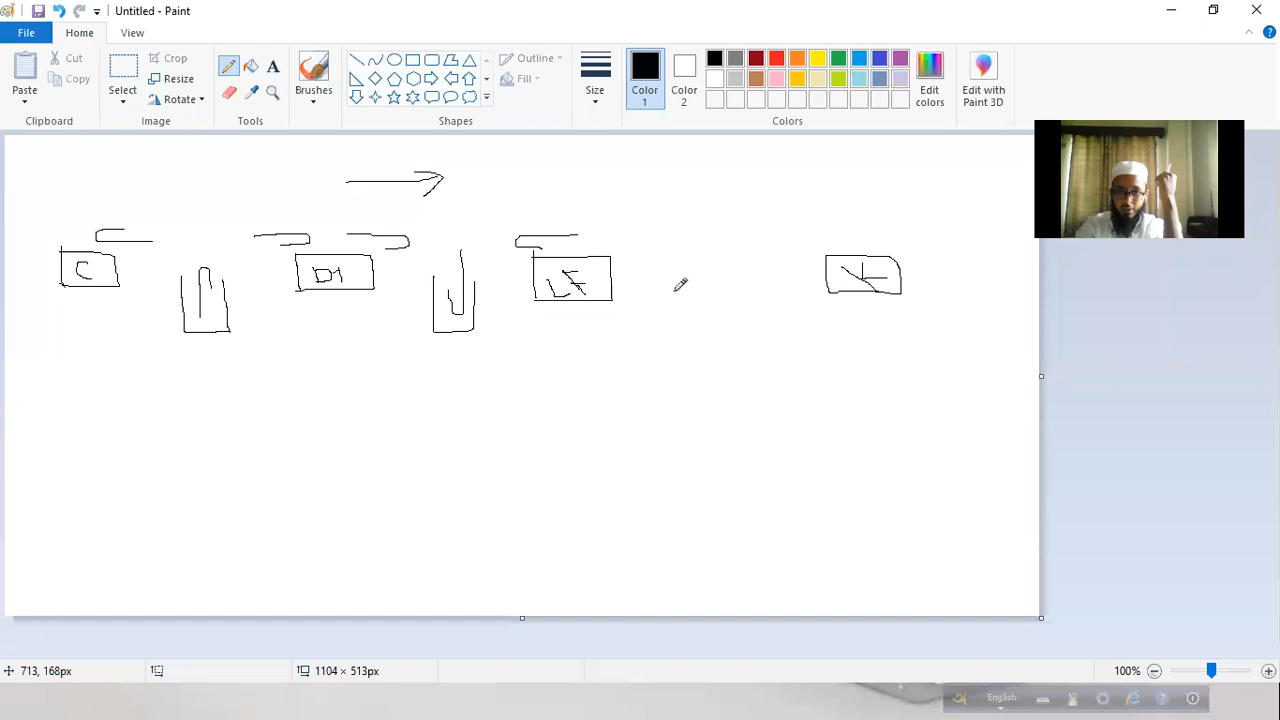 Untitled - Paint
File
Home
View
Paste
Cut
Copy
Clipboard
Select
Crop
Resize
Rotate
Image
A
Tools
Brushes
Shapes
Outline
Fill
Size
Color 1
Color 2
Edit colors
Colors
Edit with Paint 3D
C
D1
713, 168px
1104 × 513px
100%
English